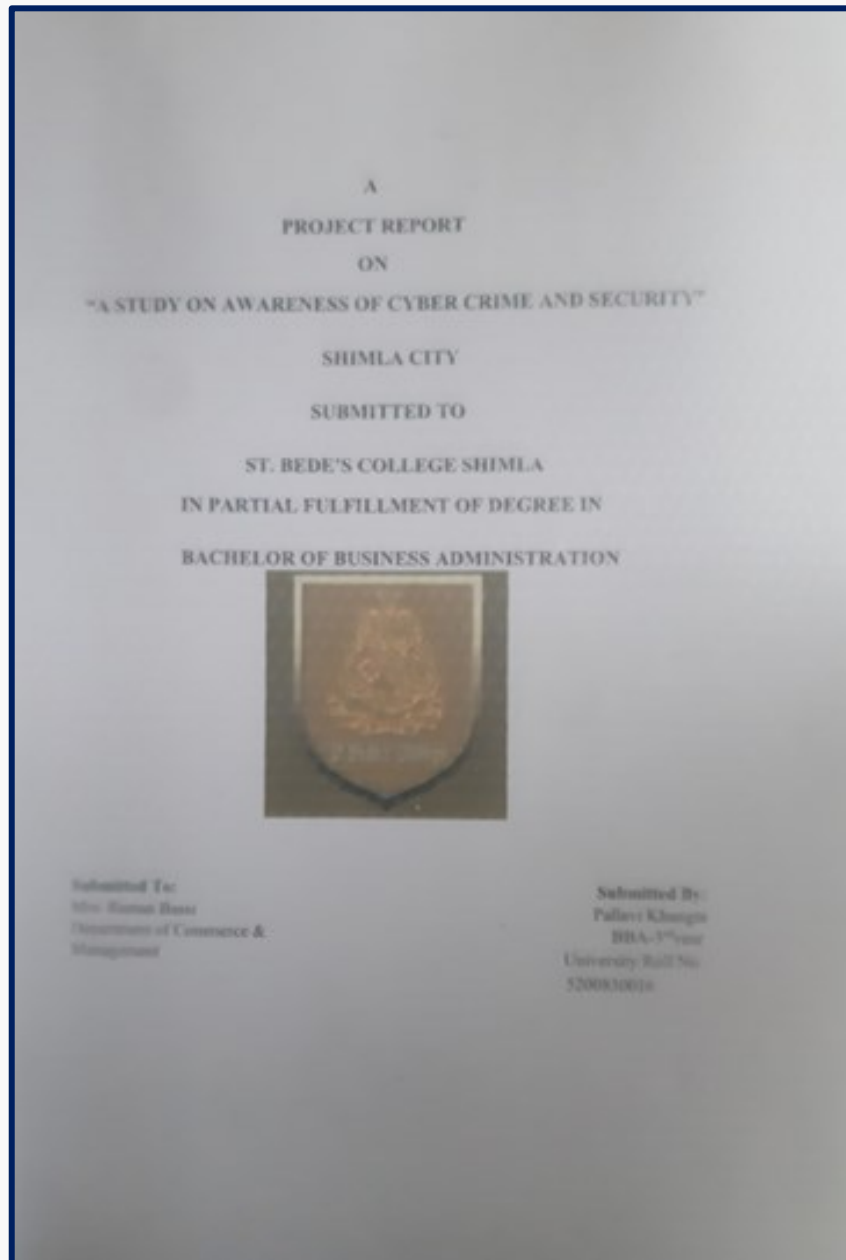 A
PROJECT REPORT
ON
"A STUDY ON AWARENESS OF CYBER CRIME AND SECURITY"
SHIMLA CITY
SUBMITTED TO
ST. BEDE'S COLLEGE SHIMLA
IN PARTIAL FULFILLMENT OF DEGREE IN
BACHELOR OF BUSINESS ADMINISTRATION
Submitted To:
Department of Commerce &
Management
Submitted By:
Pallavi
BBA-3rd year
University Roll No